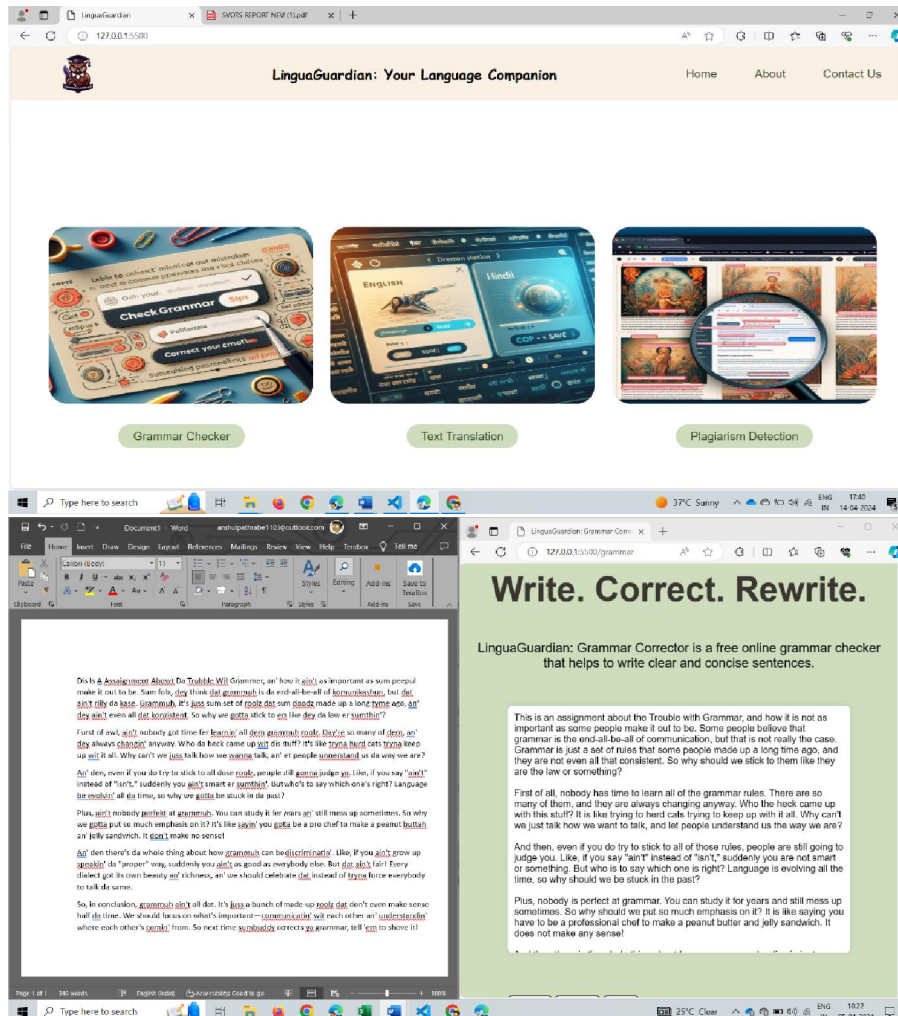 LinguaGuardian
SVOTS REPORT NEW (1).pdf
127.0.0.1:5500
LinguaGuardian: Your Language Companion
Home About Contact Us
Check Grammar
ENGLISH
Hindii
Grammar Checker
Text Translation
Plagiarism Detection
Type here to search
37°C Sunny
ENG
IN
17:40
14-04-2024
Document1 - Word
anshulpathrabe1103@outlook.com
File Home Insert Draw Design Layout References Mailings Review View Help Tell me
Paste
Calibri (Body) 11
Styles Editing Add-ins Save to
Clipboard Font Paragraph Styles Add-ins Save
Dis Is A Assaignment Abowt Da Trubble Wif Grammer, an' how it ain't as important as sum peepul
make it out to be. Sum folx, dey think dat grammuh is da end-all-be-all of komunikashun, but dat
ain't rilly da kase. Grammuh, it's juss sum set of roolz dat sum doodz made up a long tyme ago, an'
dey ain't even all dat konzistent. So why we gotta stick to em like dey da law er sumthin'?
Furst of awl, ain't nobody got time fer learnin' all dem grammuh roolz. Day're so many of dem, an'
dey always changin' anyway. Who da heck came up wit dis stuff? It's like tryna hurd cats tryna keep
up wit it all. Why can't we juss talk how we wanna talk, an' let people unnerstand us da way we are?
An' den, even if you do try to stick to all dose roolz, people still gonna judge yo. Like, if you say "ain't"
instead of "isn't," suddenly you ain't smart er sumthin'. But who's to say which one's right? Language
be evolvin' all da time, so why we gotta be stuck in da past?
Plus, ain't nobody perfekt at grammuh. You can study it fer years an' still mess up sometimes. So why
we gotta put so much emphasis on it? It's like sayin' you gotta be a pro chef to make a peanut buttah
an' jelly sandwich. It don't make no sense!
An' den there's da whole thing about how grammuh can be discriminatin'. Like, if you ain't grow up
speakin' da "proper" way, suddenly you ain't as good as everybody else. But dat ain't fair! Every
dialect got its own beauty an' richness, an' we should celebrate dat instead of tryna force everybody
to talk da same.
So, in conclusion, grammuh ain't all dat. It's juss a bunch of made-up roolz dat don't even make sense
half da time. We should focus on what's important—communicatin' wit each other an' understandin'
where each other's comin' from. So next time sumbuddy corrects yo grammar, tell 'em to shove it!
Page 1 of 1 346 words English (India) Accessibility: Good to go 100%
LinguaGuardian: Grammar Corre
127.0.0.1:5500/grammar
Write. Correct. Rewrite.
LinguaGuardian: Grammar Corrector is a free online grammar checker
that helps to write clear and concise sentences.
This is an assignment about the Trouble with Grammar, and how it is not as
important as some people make it out to be. Some people believe that
grammar is the end-all-be-all of communication, but that is not really the case.
Grammar is just a set of rules that some people made up a long time ago, and
they are not even all that consistent. So why should we stick to them like they
are the law or something?
First of all, nobody has time to learn all of the grammar rules. There are so
many of them, and they are always changing anyway. Who the heck came up
with this stuff? It is like trying to herd cats trying to keep up with it all. Why can't
we just talk how we want to talk, and let people understand us the way we are?
And then, even if you do try to stick to all of those rules, people are still going to
judge you. Like, if you say "ain't" instead of "isn't," suddenly you are not smart
or something. But who is to say which one is right? Language is evolving all the
time, so why should we be stuck in the past?
Plus, nobody is perfect at grammar. You can study it for years and still mess up
sometimes. So why should we put so much emphasis on it? It is like saying you
have to be a professional chef to make a peanut butter and jelly sandwich. It
does not make any sense!
Type here to search
25°C Clear
ENG
IN
10:22